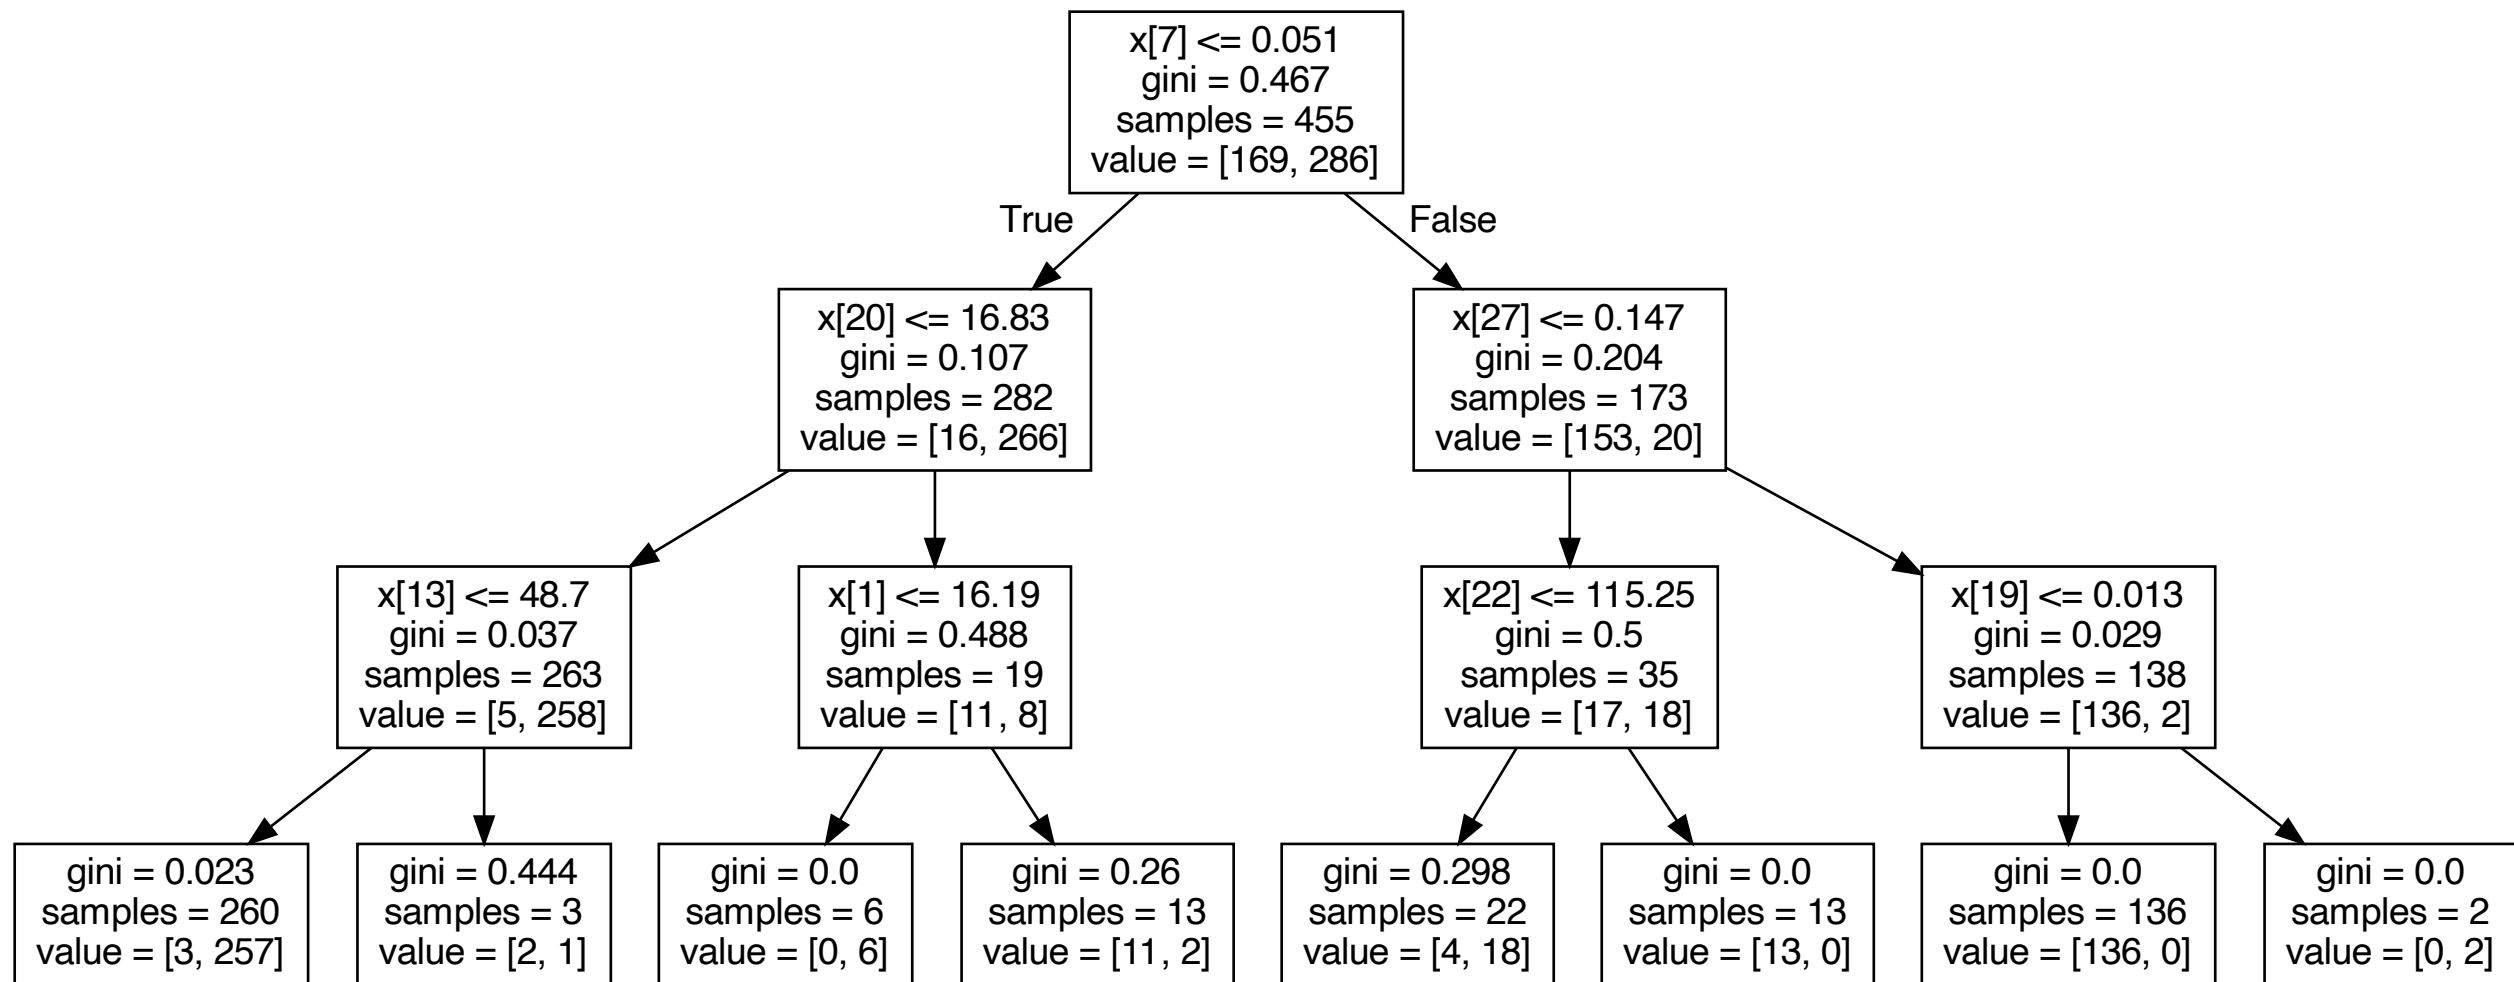 x[7] <= 0.051
gini = 0.467
samples = 455
value = [169, 286]
True
False
x[20] <= 16.83
gini = 0.107
samples = 282
value = [16, 266]
x[27] <= 0.147
gini = 0.204
samples = 173
value = [153, 20]
x[13] <= 48.7
gini = 0.037
samples = 263
value = [5, 258]
x[1] <= 16.19
gini = 0.488
samples = 19
value = [11, 8]
x[22] <= 115.25
gini = 0.5
samples = 35
value = [17, 18]
x[19] <= 0.013
gini = 0.029
samples = 138
value = [136, 2]
gini = 0.023
samples = 260
value = [3, 257]
gini = 0.444
samples = 3
value = [2, 1]
gini = 0.0
samples = 6
value = [0, 6]
gini = 0.26
samples = 13
value = [11, 2]
gini = 0.298
samples = 22
value = [4, 18]
gini = 0.0
samples = 13
value = [13, 0]
gini = 0.0
samples = 136
value = [136, 0]
gini = 0.0
samples = 2
value = [0, 2]